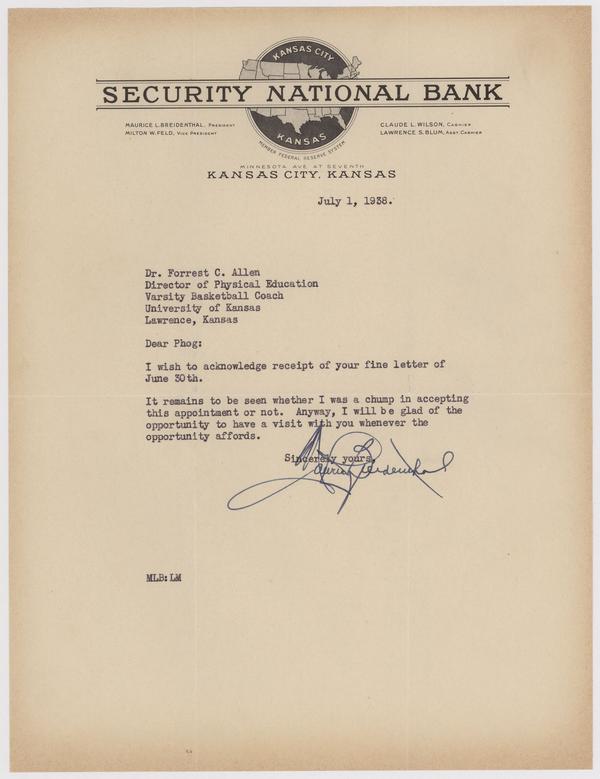 KANSAS CITY
SECURITY NATIONAL BANK
MAURICE L. BREIDENTHAL, PRESIDENT
MILTON W. FELD, VICE PRESIDENT
CLAUDE L. WILSON, CASHIER
LAWRENCE S. BLUM, ASST. CASHIER
KANSAS
MEMBER FEDERAL RESERVE SYSTEM
MINNESOTA AVE. AT SEVENTH
KANSAS CITY, KANSAS
July 1, 1938.
Dr. Forrest C. Allen
Director of Physical Education
Varsity Basketball Coach
University of Kansas
Lawrence, Kansas
Dear Phog:
I wish to acknowledge receipt of your fine letter of
June 30th.
It remains to be seen whether I was a chump in accepting
this appointment or not. Anyway, I will be glad of the
opportunity to have a visit with you whenever the
opportunity affords.
Sincerely yours,
Maurice Breidenthal
MLB:LM